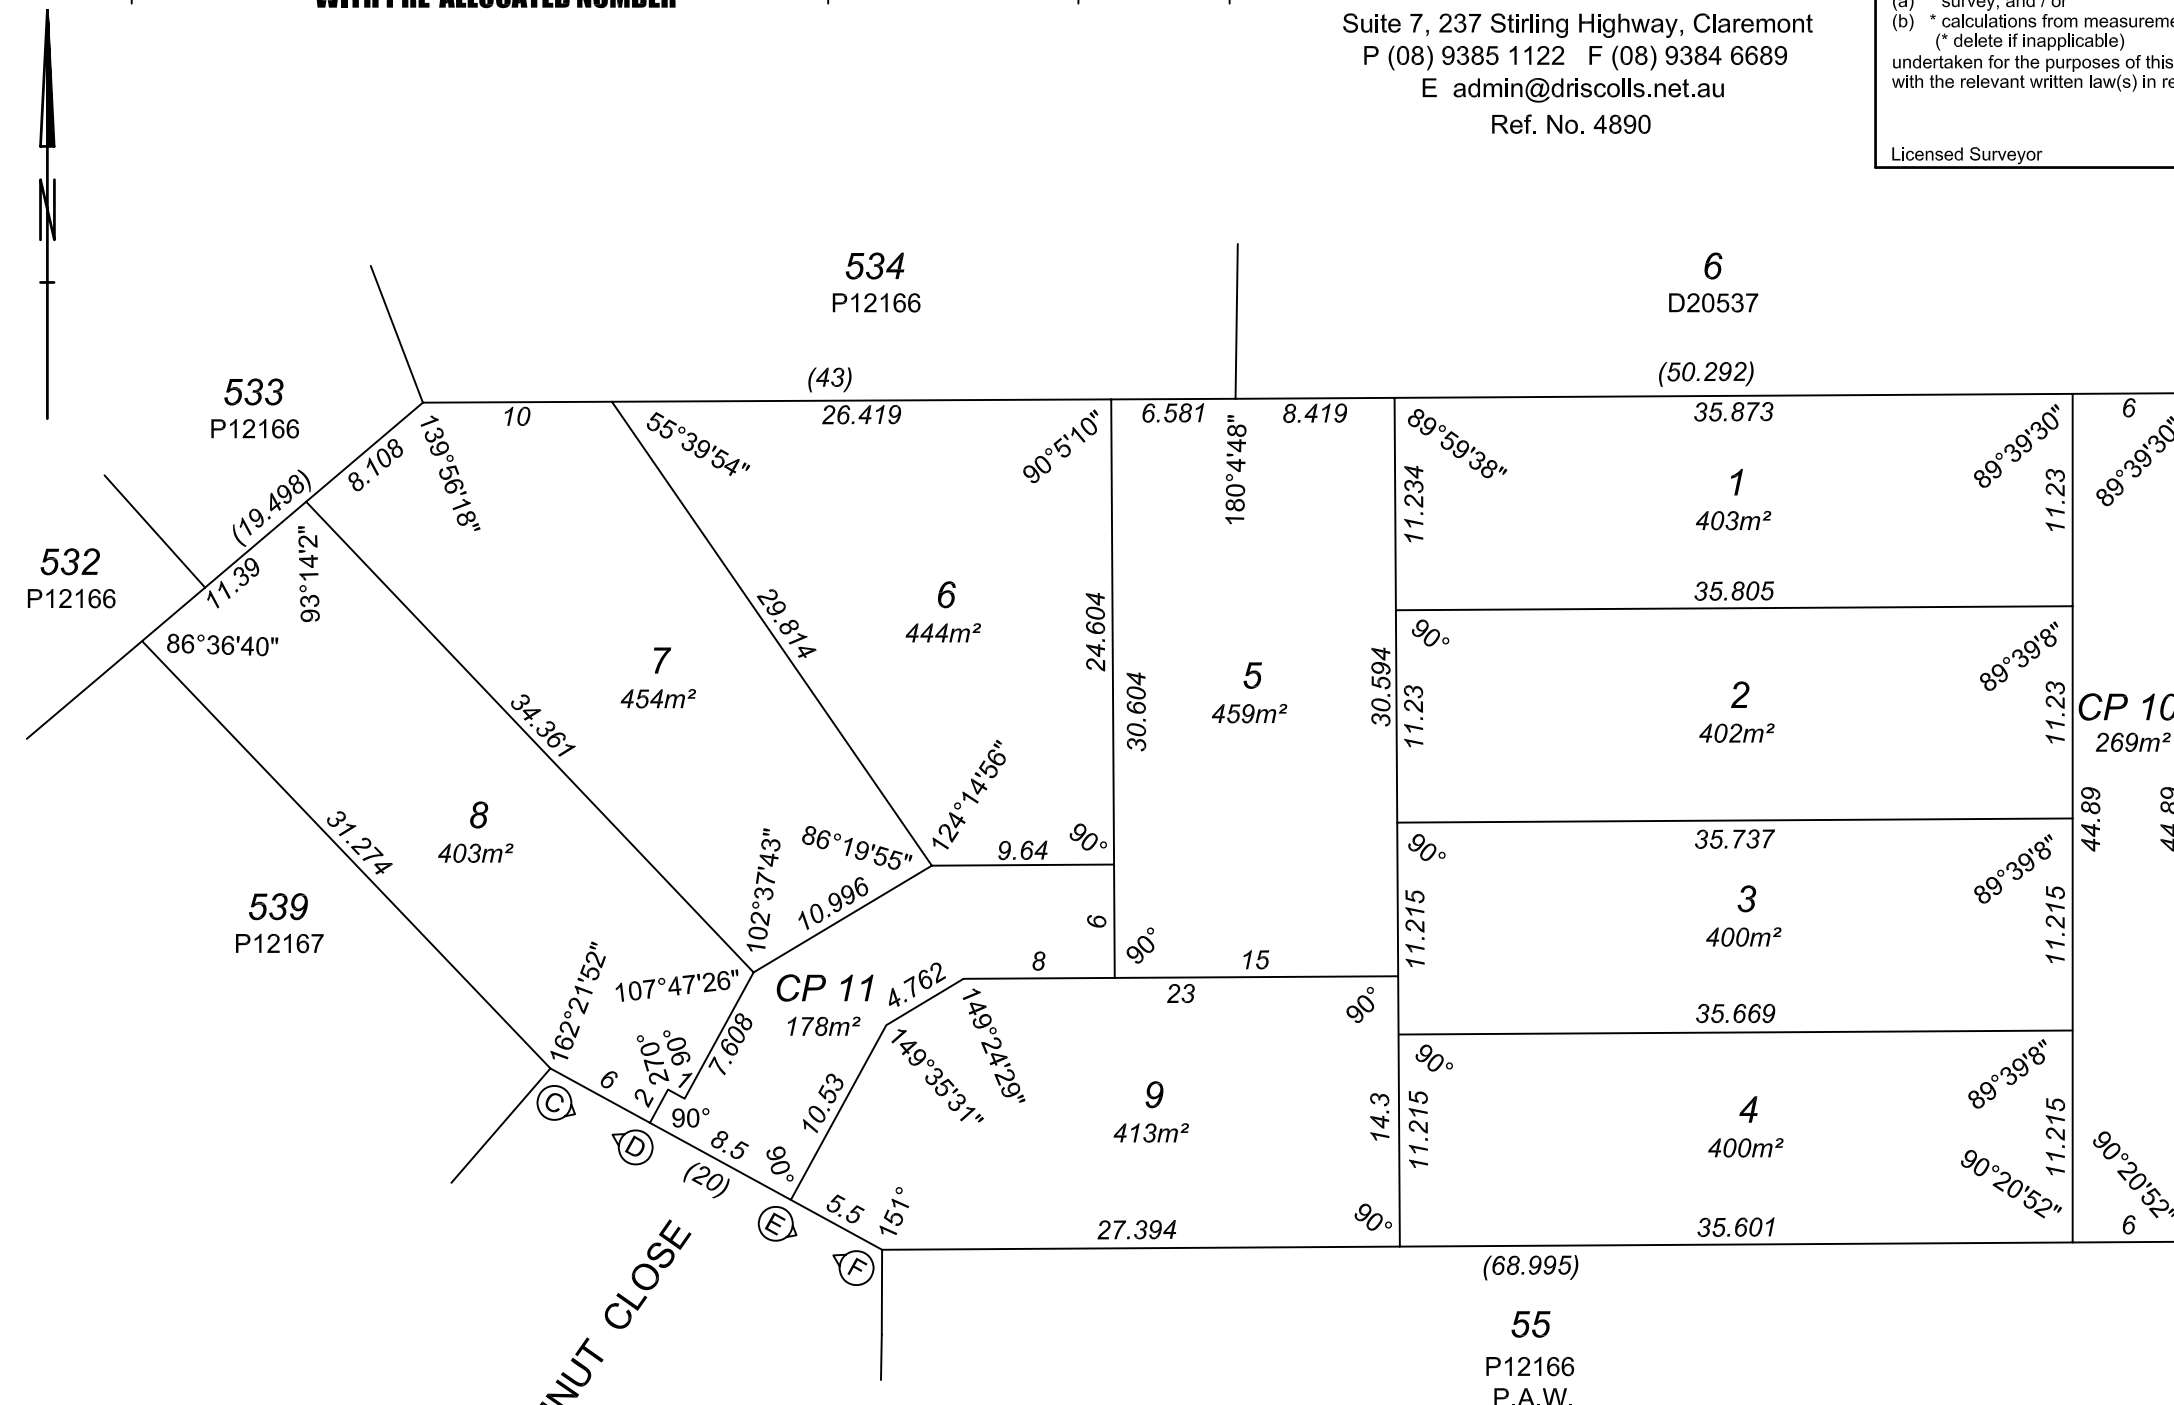 WITH PRE-ALLOCATED NUMBER
Suite 7, 237 Stirling Highway, Claremont
P (08) 9385 1122 F (08) 9384 6689
E admin@driscolls.net.au
Ref. No. 4890
(a) * survey, and / or
(b) * calculations from measureme
(* delete if inapplicable)
undertaken for the purposes of this
with the relevant written law(s) in re
Licensed Surveyor
N
534
P12166
6
D20537
(43)
(50.292)
533
P12166
10
26.419
6.581
8.419
35.873
6
(19.498)
8.108
139°56'18"
55°39'54"
90°5'10"
180°4'48"
89°59'38"
11.234
1
403m²
89°39'30"
11.23
89°39'30"
532
P12166
11.39
93°14'2"
86°36'40"
35.805
6
444m²
29.814
24.604
90°
89°39'8"
7
454m²
34.361
5
459m²
30.604
30.594
11.23
2
402m²
11.23
CP 10
269m²
44.89
44.89
8
403m²
31.274
102°37'43"
86°19'55"
124°14'56"
9.64
90°
35.737
90°
89°39'8"
10.996
539
P12167
6
90°
11.215
3
400m²
11.215
162°21'52"
107°47'26"
CP 11
178m²
4.762
8
15
23
90°
35.669
149°24'29"
149°35'31"
7.608
270°
90°
1
2
6
90°
8.5
90°
10.53
9
413m²
14.3
90°
11.215
4
400m²
89°39'8"
11.215
90°20'52"
90°20'52"
C
D
(20)
E
5.5
151°
F
27.394
90°
35.601
6
(68.995)
NUT CLOSE
55
P12166
P.A.W.